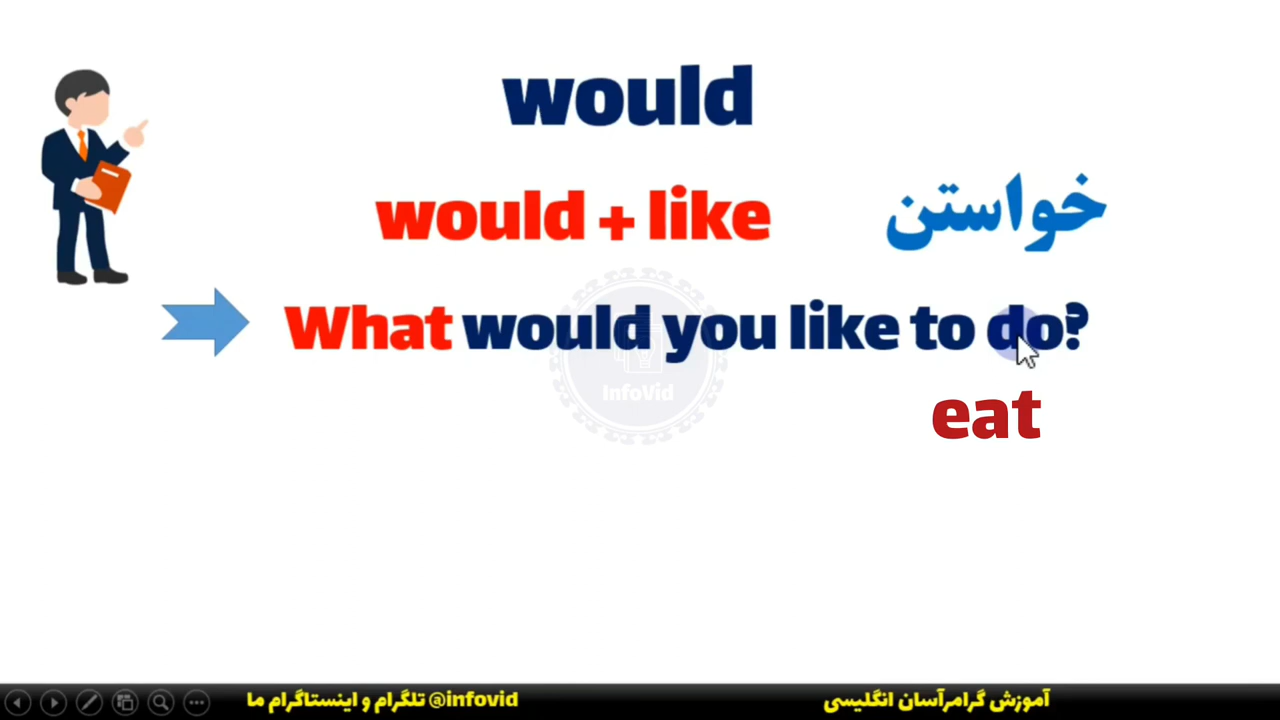 would
would + like
خواستن
What would you like to do?
eat
InfoVid
تلگرام و اینستاگرام ما @infovid
آموزش گرامرآسان انگلیسی